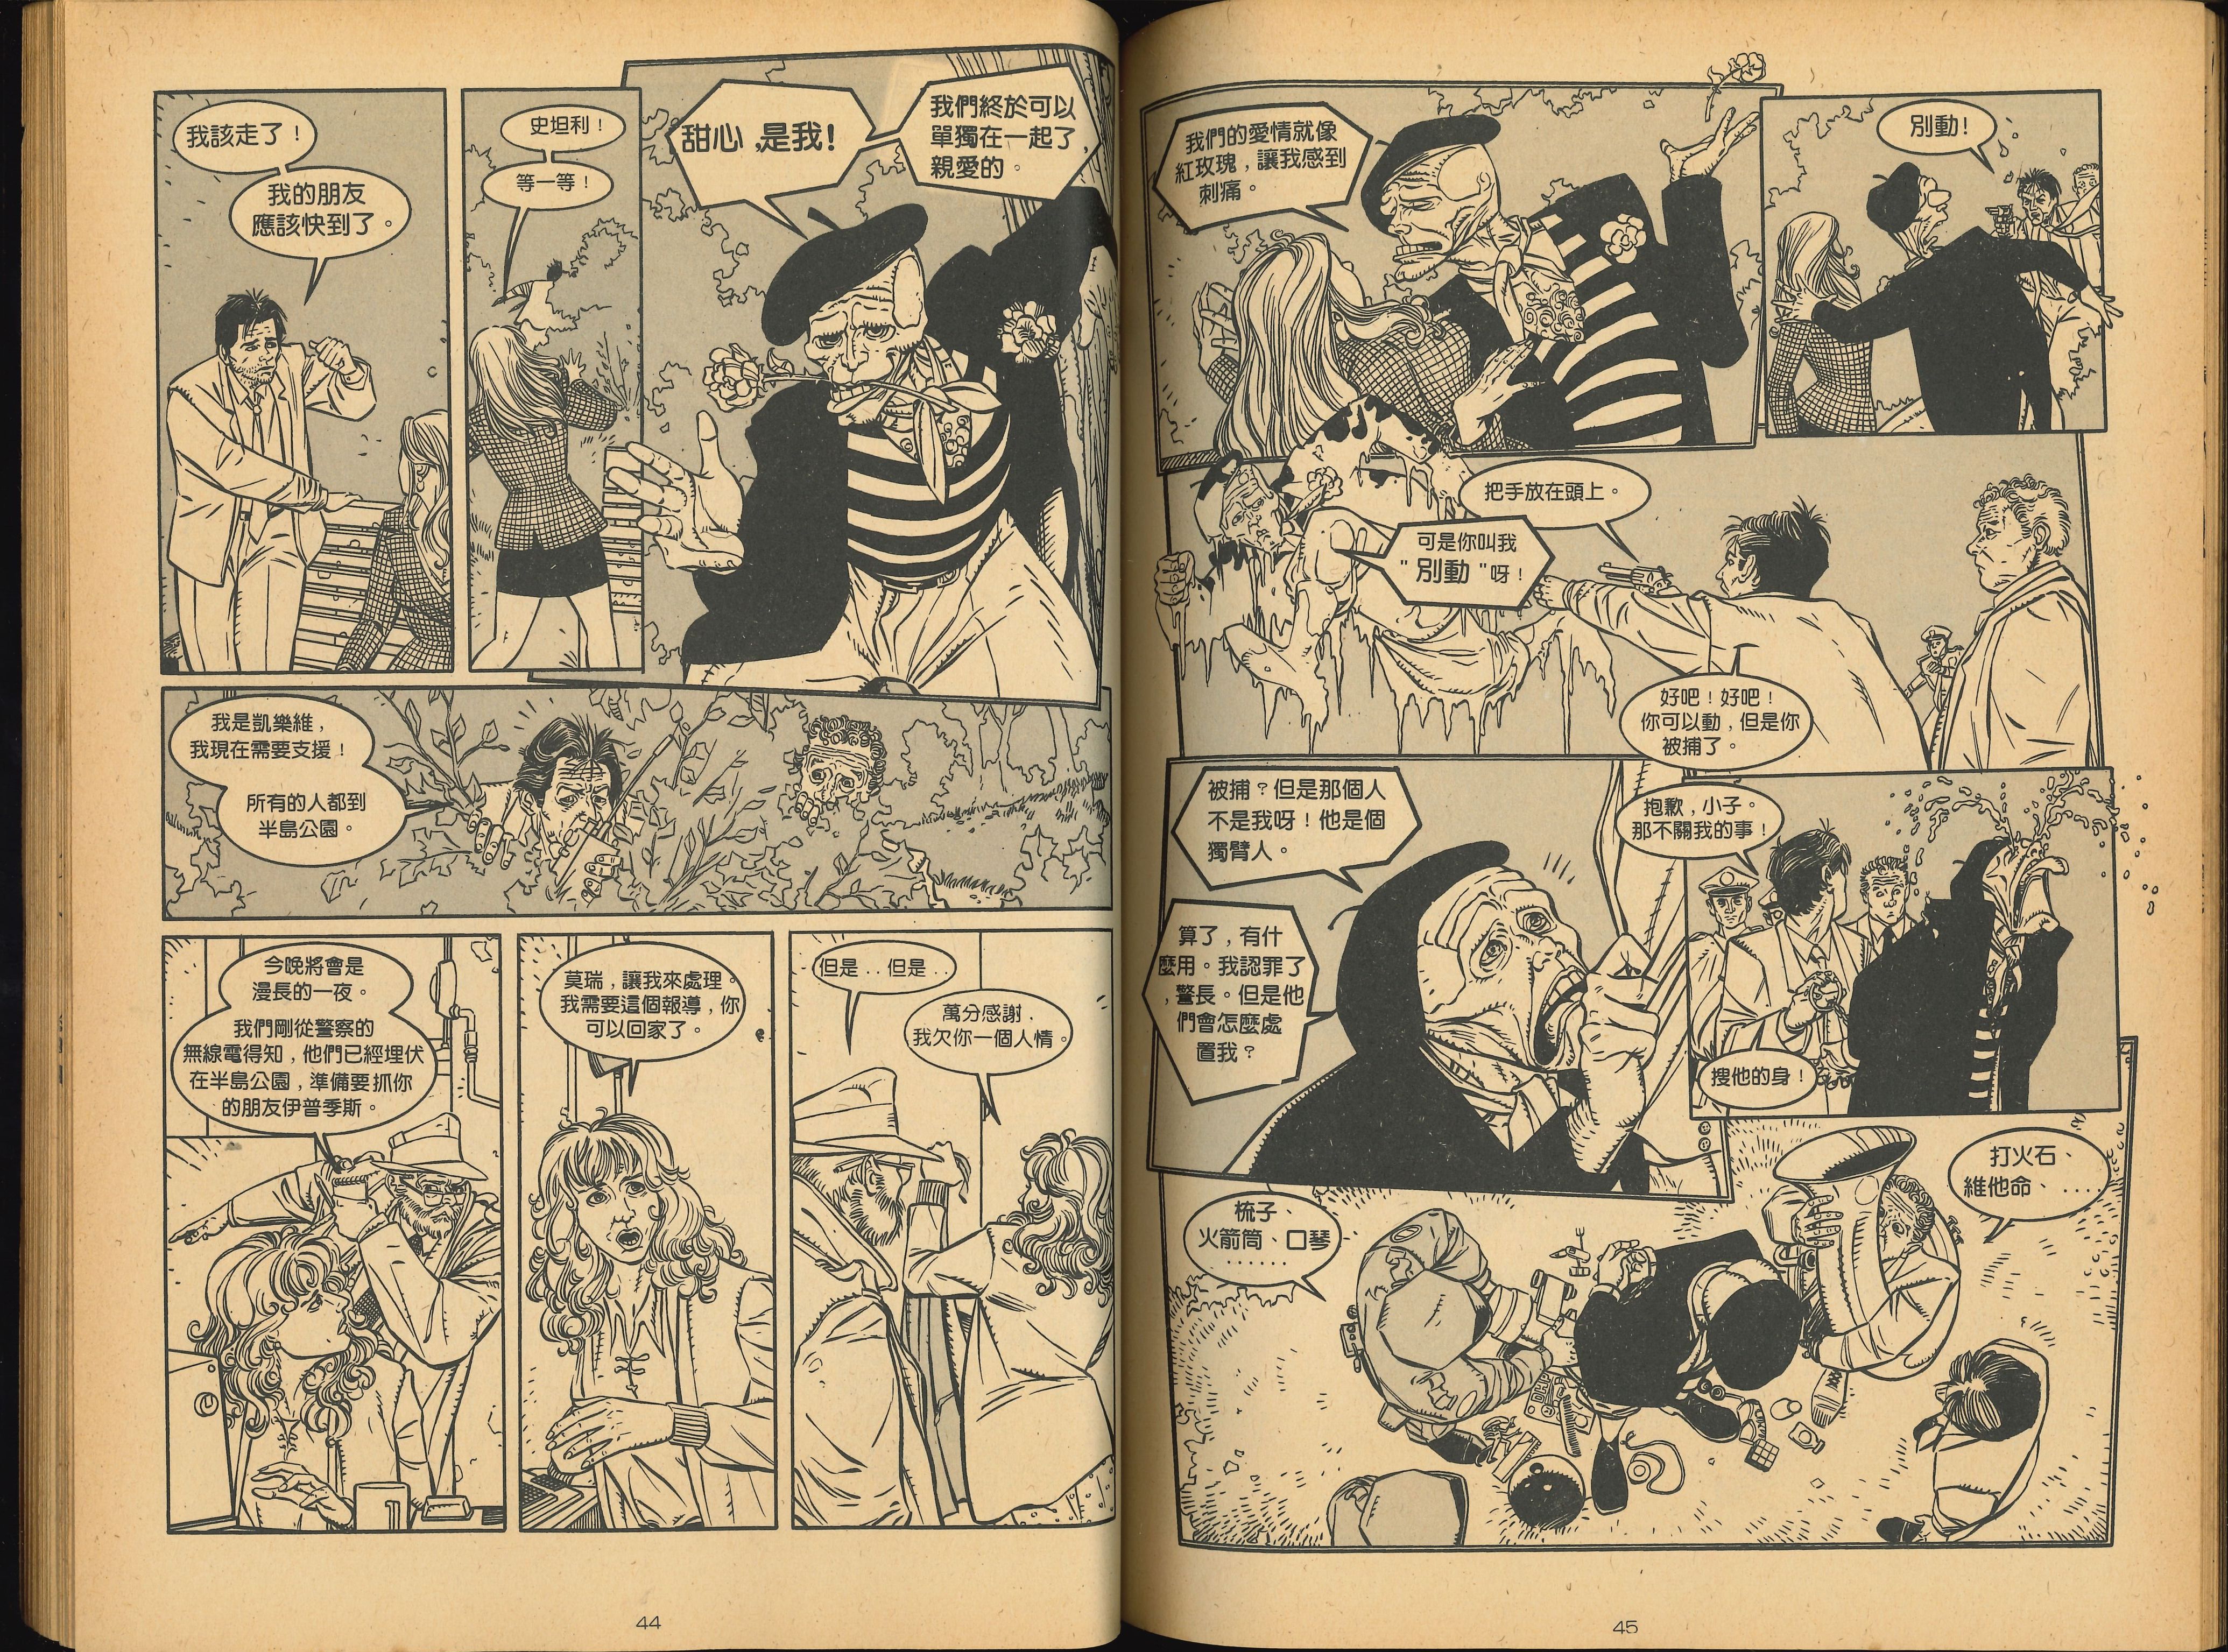 我該走了！
我的朋友
應該快到了。
史坦利！
等一等！
甜心,是我！
我們終於可以
單獨在一起了,
親愛的。
我是凱樂維,
我現在需要支援！
所有的人都到
半島公園。
今晚將會是
漫長的一夜。
我們剛從警察的
無線電得知,他們已經埋伏
在半島公園,準備要抓你
的朋友伊普季斯。
莫瑞,讓我來處理。
我需要這個報導,你
可以回家了。
但是..但是..
萬分感謝.
我欠你一個人情。
44
我們的愛情就像
紅玫瑰,讓我感到
刺痛。
別動！
把手放在頭上。
可是你叫我
"別動"呀！
好吧！好吧！
你可以動,但是你
被捕了。
被捕？但是那個人
不是我呀！他是個
獨臂人。
算了,有什
麼用。我認罪了
,警長。但是他
們會怎麼處
置我？
抱歉,小子。
那不關我的事！
搜他的身！
梳子、
火箭筒、口琴
......
打火石、
維他命、....
45